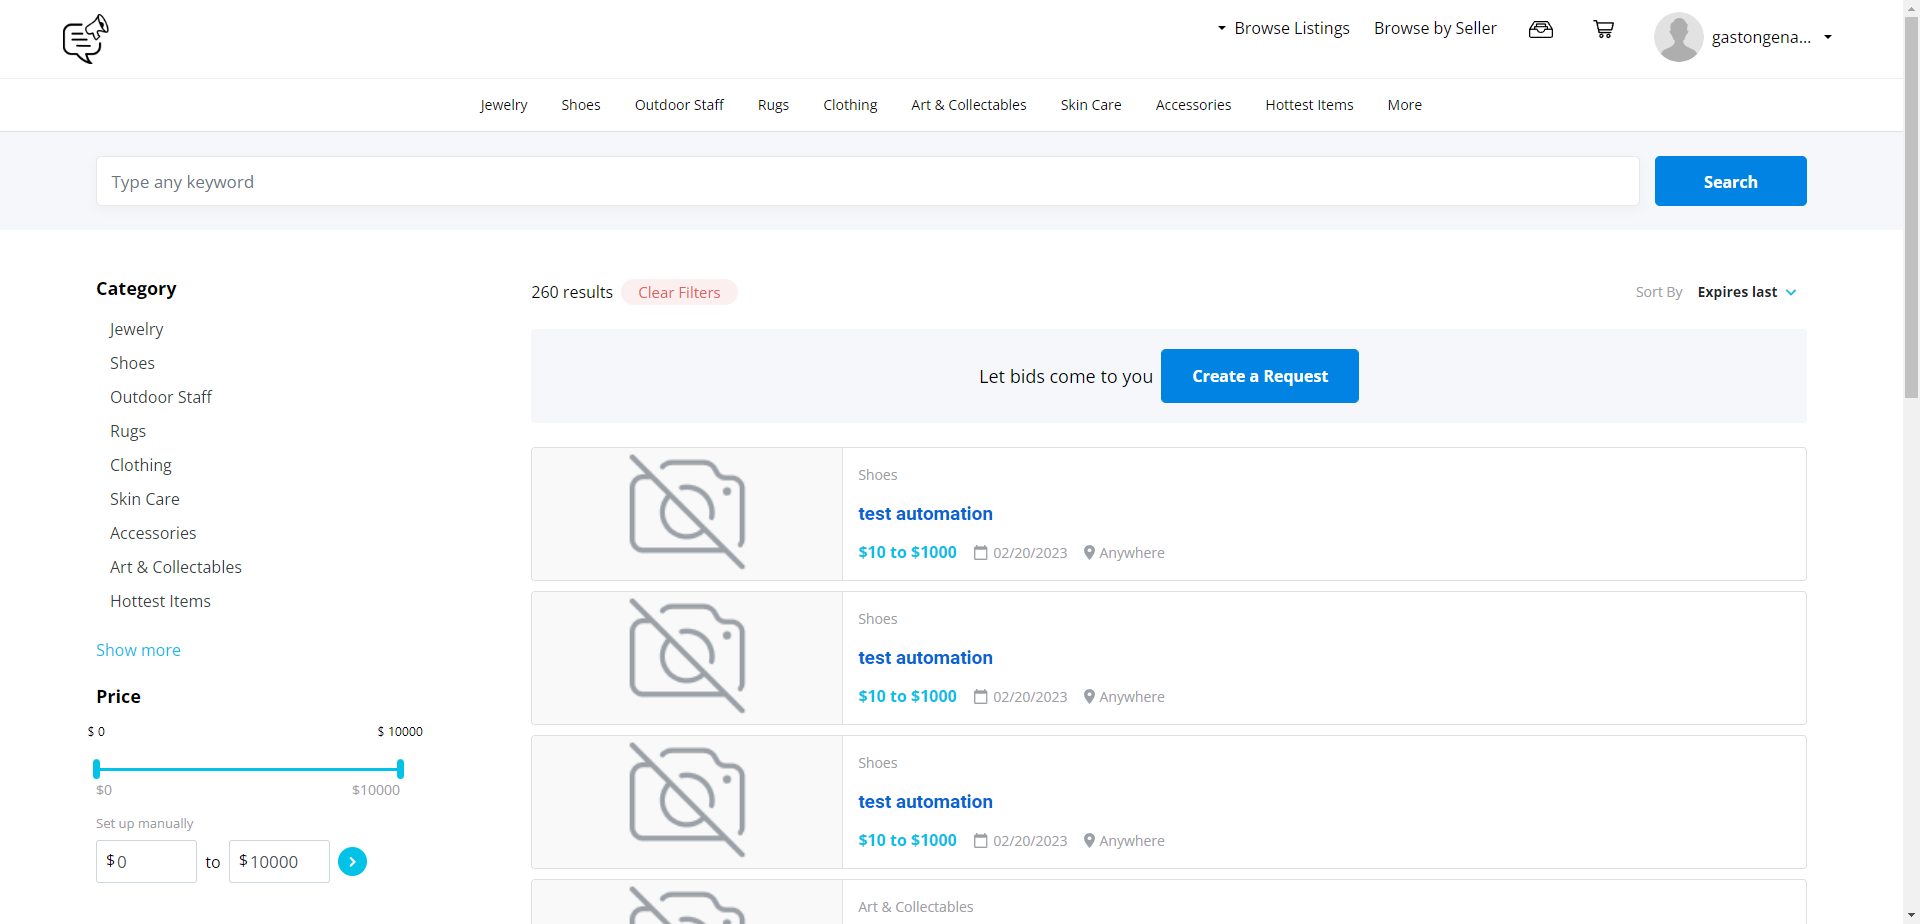 Browse Listings Browse by Seller gastongena...
Jewelry Shoes Outdoor Staff Rugs Clothing Art & Collectables Skin Care Accessories Hottest Items More
Type any keyword Search
Category
Jewelry
Shoes
Outdoor Staff
Rugs
Clothing
Skin Care
Accessories
Art & Collectables
Hottest Items
Show more
Price
$ 0 $ 10000
$0 $10000
Set up manually
$ 0 to $ 10000
260 results Clear Filters Sort By Expires last
Let bids come to you Create a Request
Shoes
test automation
$10 to $1000 02/20/2023 Anywhere
Shoes
test automation
$10 to $1000 02/20/2023 Anywhere
Shoes
test automation
$10 to $1000 02/20/2023 Anywhere
Art & Collectables